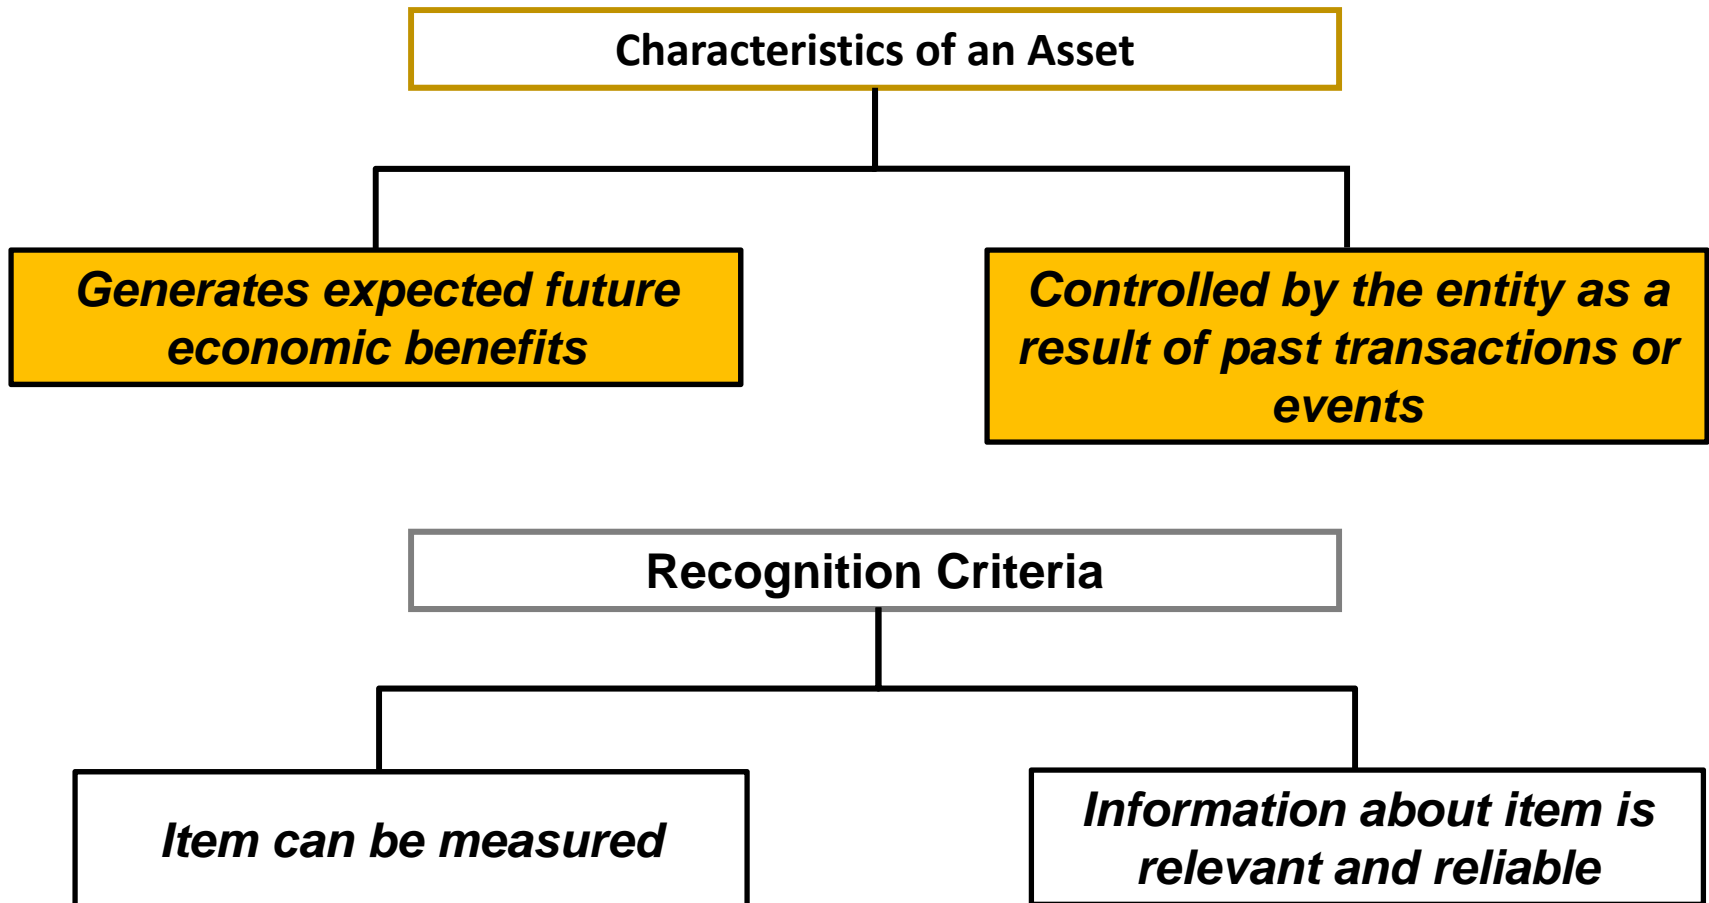 Characteristics of an Asset
Generates expected future
economic benefits
Controlled by the entity as a
result of past transactions or
events
Recognition Criteria
Item can be measured
Information about item is
relevant and reliable